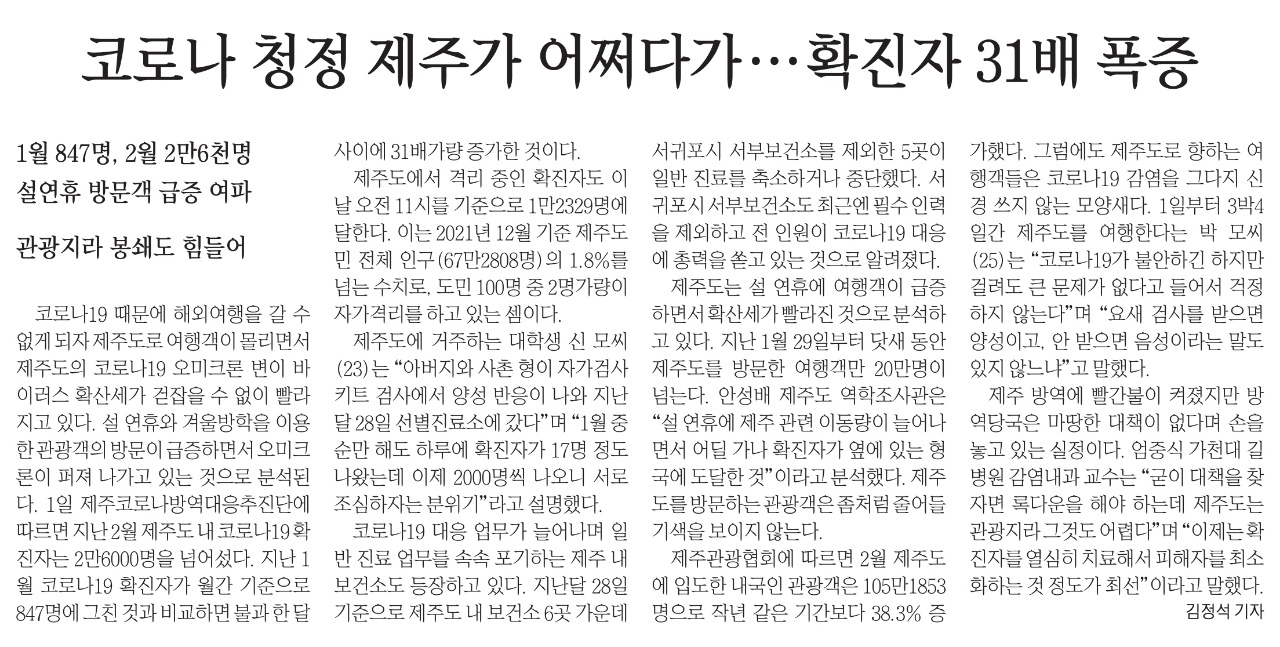 코로나 청정 제주가 어쩌다가…확진자 31배 폭증
1월 847명, 2월 2만6천명
설연휴 방문객 급증 여파
관광지라 봉쇄도 힘들어
코로나19 때문에 해외여행을 갈 수
없게 되자 제주도로 여행객이 몰리면서
제주도의 코로나19 오미크론 변이 바
이러스 확산세가 걷잡을 수 없이 빨라
지고 있다. 설 연휴와 겨울방학을 이용
한 관광객의 방문이 급증하면서 오미크
론이 퍼져 나가고 있는 것으로 분석된
다. 1일 제주코로나방역대응추진단에
따르면 지난 2월 제주도 내 코로나19 확
진자는 2만6000명을 넘어섰다. 지난 1
월 코로나19 확진자가 월간 기준으로
847명에 그친 것과 비교하면 불과 한 달
사이에 31배가량 증가한 것이다.
제주도에서 격리 중인 확진자도 이
날 오전 11시를 기준으로 1만2329명에
달한다. 이는 2021년 12월 기준 제주도
민 전체 인구(67만2808명)의 1.8%를
넘는 수치로, 도민 100명 중 2명가량이
자가격리를 하고 있는 셈이다.
제주도에 거주하는 대학생 신 모씨
(23)는 “아버지와 사촌 형이 자가검사
키트 검사에서 양성 반응이 나와 지난
달 28일 선별진료소에 갔다”며 “1월 중
순만 해도 하루에 확진자가 17명 정도
나왔는데 이제 2000명씩 나오니 서로
조심하자는 분위기”라고 설명했다.
코로나19 대응 업무가 늘어나며 일
반 진료 업무를 속속 포기하는 제주 내
보건소도 등장하고 있다. 지난달 28일
기준으로 제주도 내 보건소 6곳 가운데
서귀포시 서부보건소를 제외한 5곳이
일반 진료를 축소하거나 중단했다. 서
귀포시 서부보건소도 최근엔 필수 인력
을 제외하고 전 인원이 코로나19 대응
에 총력을 쏟고 있는 것으로 알려졌다.
제주도는 설 연휴에 여행객이 급증
하면서 확산세가 빨라진 것으로 분석하
고 있다. 지난 1월 29일부터 닷새 동안
제주도를 방문한 여행객만 20만명이
넘는다. 안성배 제주도 역학조사관은
“설 연휴에 제주 관련 이동량이 늘어나
면서 어딜 가나 확진자가 옆에 있는 형
국에 도달한 것”이라고 분석했다. 제주
도를 방문하는 관광객은 좀처럼 줄어들
기색을 보이지 않는다.
제주관광협회에 따르면 2월 제주도
에 입도한 내국인 관광객은 105만1853
명으로 작년 같은 기간보다 38.3% 증
가했다. 그럼에도 제주도로 향하는 여
행객들은 코로나19 감염을 그다지 신
경 쓰지 않는 모양새다. 1일부터 3박4
일간 제주도를 여행한다는 박 모씨
(25)는 “코로나19가 불안하긴 하지만
걸려도 큰 문제가 없다고 들어서 걱정
하지 않는다”며 “요새 검사를 받으면
양성이고, 안 받으면 음성이라는 말도
있지 않느냐”고 말했다.
제주 방역에 빨간불이 켜졌지만 방
역당국은 마땅한 대책이 없다며 손을
놓고 있는 실정이다. 엄중식 가천대 길
병원 감염내과 교수는 “굳이 대책을 찾
자면 록다운을 해야 하는데 제주도는
관광지라 그것도 어렵다”며 “이제는 확
진자를 열심히 치료해서 피해자를 최소
화하는 것 정도가 최선”이라고 말했다.
김정석 기자